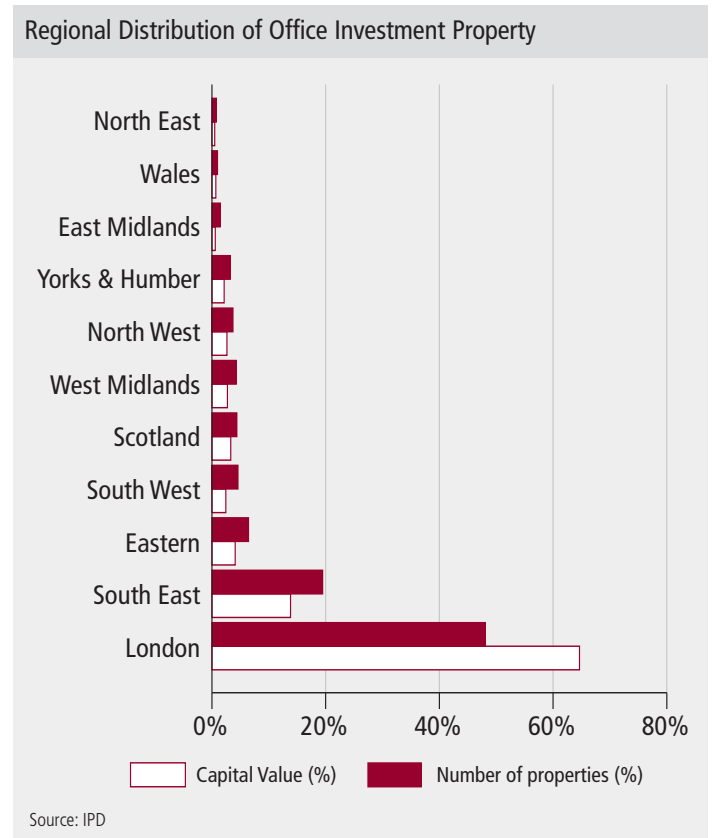 Regional Distribution of Office Investment Property
North East
Wales
East Midlands
Yorks & Humber
North West
West Midlands
Scotland
South West
Eastern
South East
London
0% 20% 40% 60% 80%
Capital Value (%) Number of properties (%)
Source: IPD